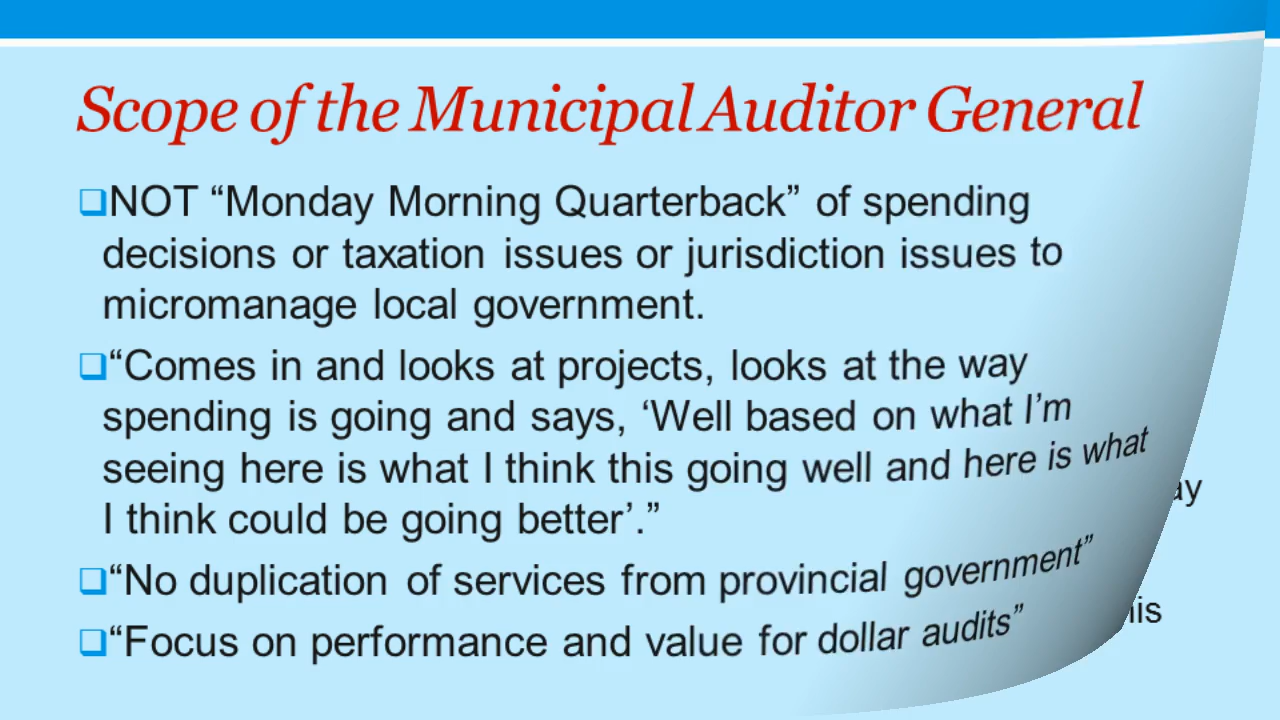 Scope of the Municipal Auditor General
NOT “Monday Morning Quarterback” of spending
decisions or taxation issues or jurisdiction issues to
micromanage local government.
“Comes in and looks at projects, looks at the way
spending is going and says, ‘Well based on what I’m
seeing here is what I think this going well and here is what
I think could be going better’.”
“No duplication of services from provincial government”
“Focus on performance and value for dollar audits”